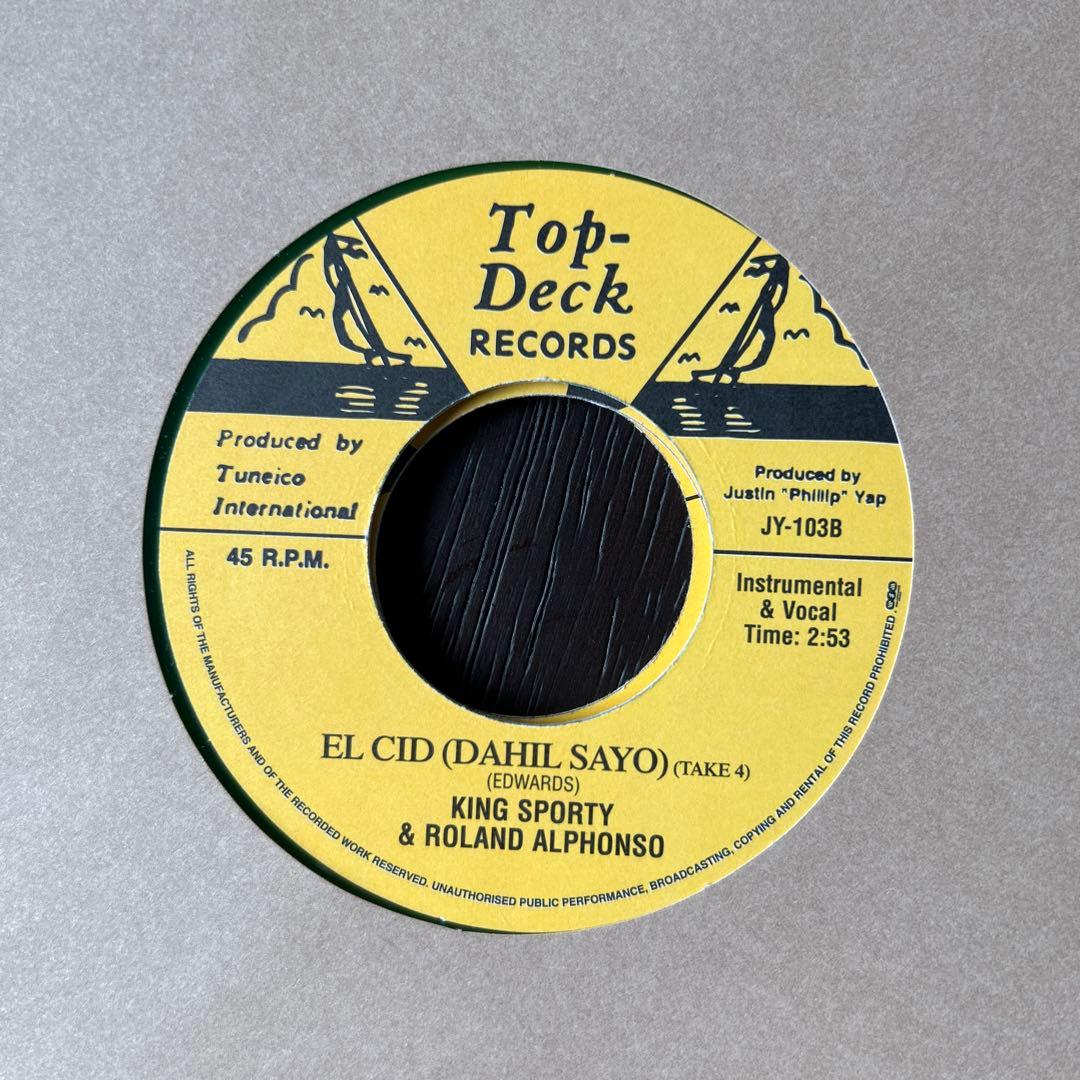 Top-
Deck
RECORDS
Produced by
Tuneico
International
45 R.P.M.
Produced by
Justin "Phillip" Yap
JY-103B
Instrumental
& Vocal
Time: 2:53
EL CID (DAHIL SAYO) (TAKE 4)
(EDWARDS)
KING SPORTY
& ROLAND ALPHONSO
ALL RIGHTS OF THE MANUFACTURERS AND OF THE RECORDED WORK RESERVED. UNAUTHORISED PUBLIC PERFORMANCE, BROADCASTING, COPYING AND RENTAL OF THIS RECORD PROHIBITED.